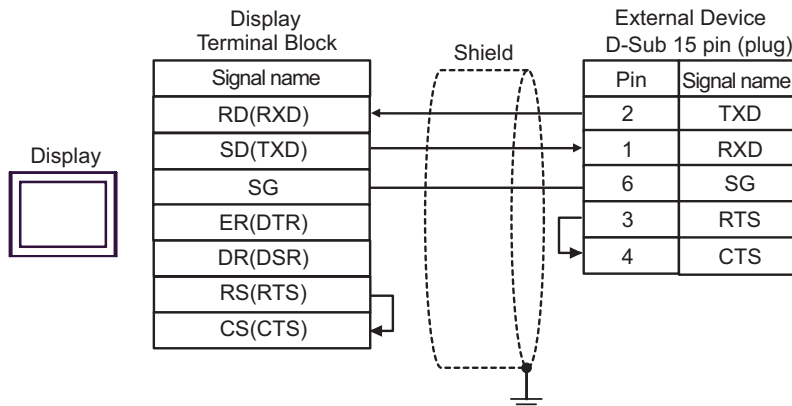 Display
Terminal Block
Shield
External Device
D-Sub 15 pin (plug)
Display
Signal name
RD(RXD)
SD(TXD)
SG
ER(DTR)
DR(DSR)
RS(RTS)
CS(CTS)
Pin Signal name
2 TXD
1 RXD
6 SG
3 RTS
4 CTS